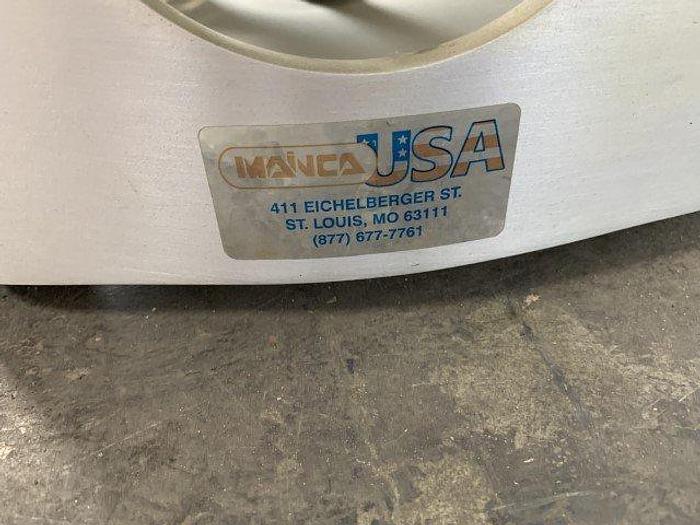 MAINCA USA
411 EICHELBERGER ST.
ST. LOUIS, MO 63111
(877) 677-7761